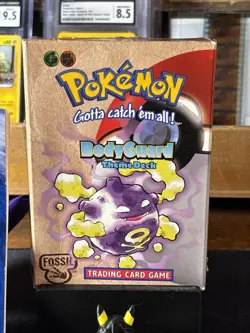 9.5
8.5
POKéMON
Gotta catch 'em all!
BodyGuard
Theme Deck
FOSSIL
TRADING CARD GAME